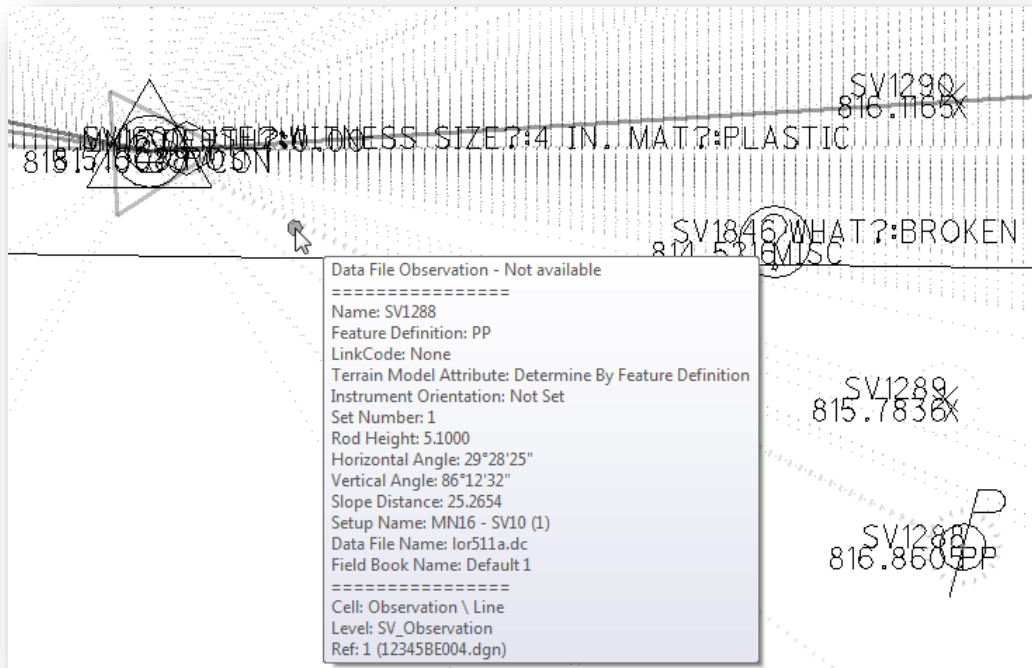 SV1290
816.1165X
WITNESS SIZE?:4 IN. MAT?:PLASTIC
SV1846 WHAT?:BROKEN
MISC
Data File Observation - Not available
================
Name: SV1288
Feature Definition: PP
LinkCode: None
Terrain Model Attribute: Determine By Feature Definition
Instrument Orientation: Not Set
Set Number: 1
Rod Height: 5.1000
Horizontal Angle: 29°28'25"
Vertical Angle: 86°12'32"
Slope Distance: 25.2654
Setup Name: MN16 - SV10 (1)
Data File Name: lor511a.dc
Field Book Name: Default 1
================
Cell: Observation \ Line
Level: SV_Observation
Ref: 1 (12345BE004.dgn)
SV1289
815.7836X
P
SV1288
816.8605PP